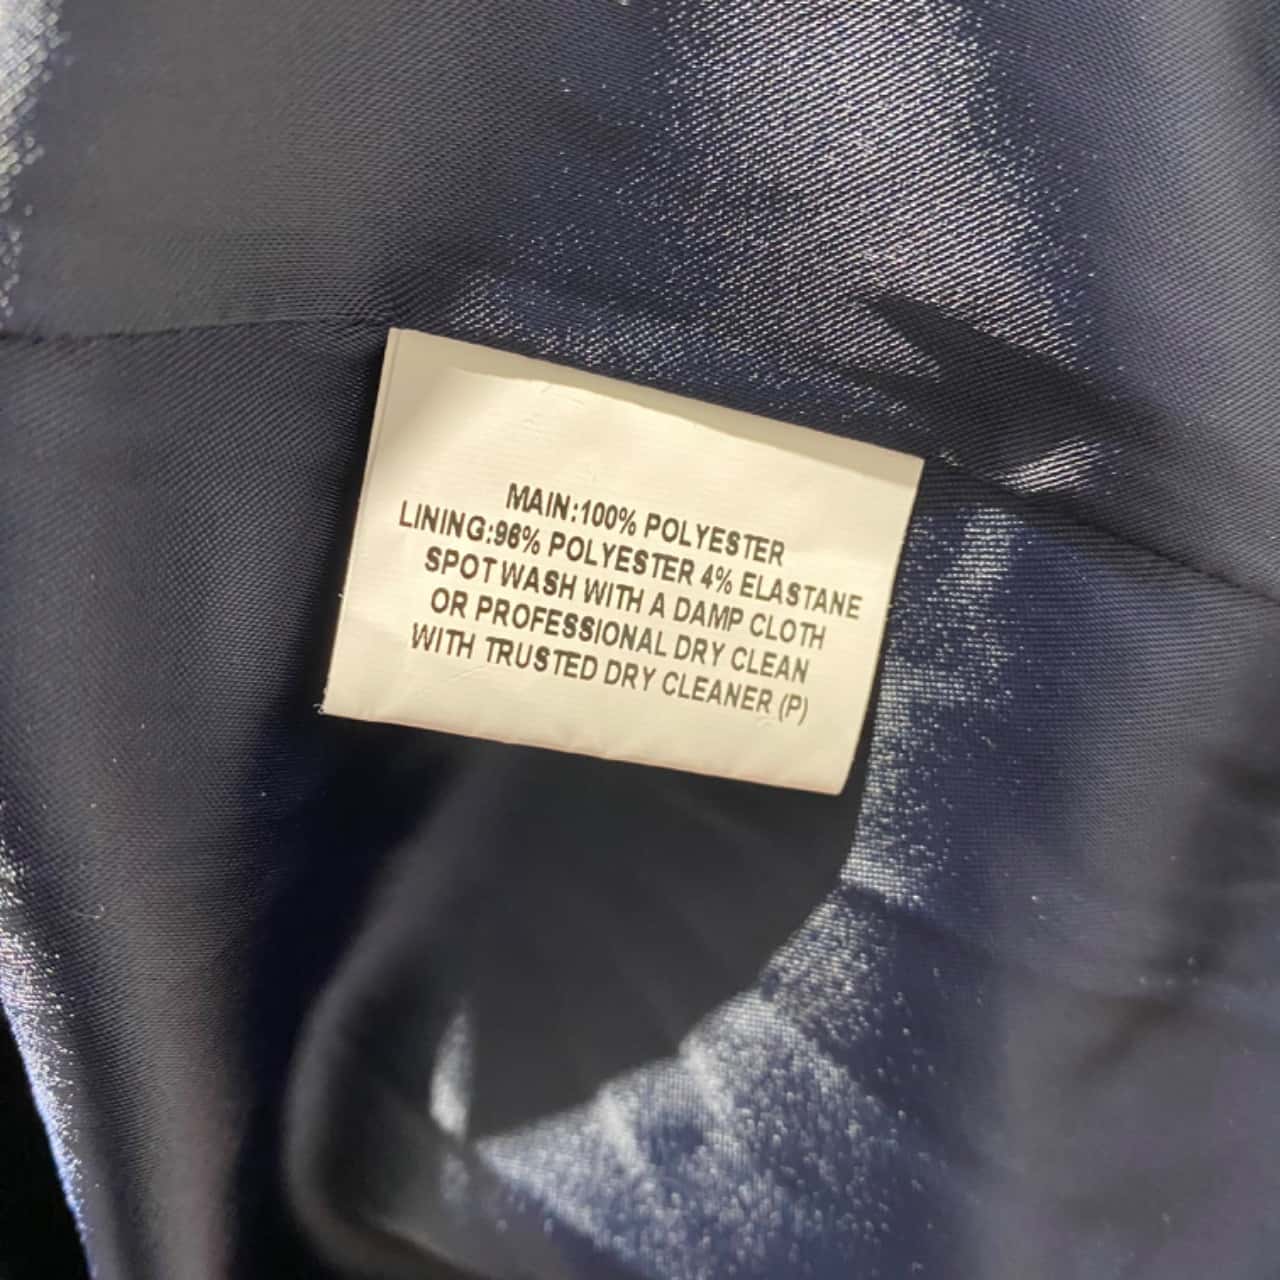 MAIN:100% POLYESTER
LINING:96% POLYESTER 4% ELASTANE
SPOT WASH WITH A DAMP CLOTH
OR PROFESSIONAL DRY CLEAN
WITH TRUSTED DRY CLEANER (P)